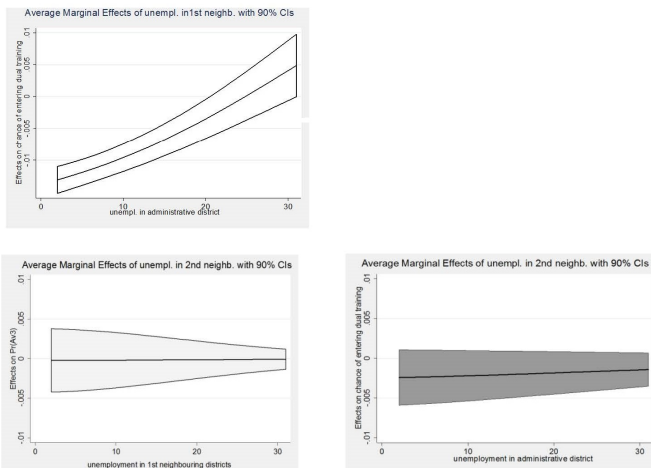 Average Marginal Effects of unempl. in1st neighb. with 90% CIs
Effects on chance of entering dual training
.01
.005
0
-.005
-.01
0 10 20 30
unempl. in administrative district
Average Marginal Effects of unempl. in 2nd neighb. with 90% CIs
Effects on Pr(Av3)
.01
.005
0
-.005
-.01
0 10 20 30
unemployment in 1st neighbouring districts
Average Marginal Effects of unempl. in 2nd neighb. with 90% CIs
Effects on chance of entering dual training
.01
.005
0
-.005
-.01
0 10 20 30
unemployment in administrative district